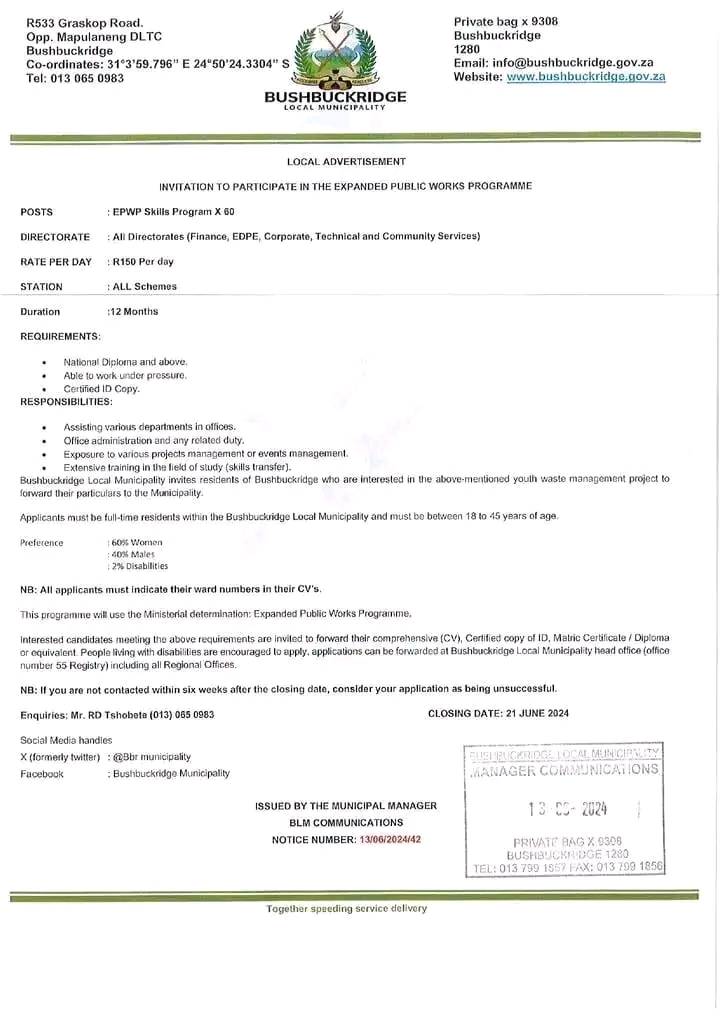 R533 Graskop Road.
Opp. Mapulaneng DLTC
Bushbuckridge
Co-ordinates: 31°3'59.796" E 24°50'24.3304" S
Tel: 013 065 0983
BUSHBUCKRIDGE
LOCAL MUNICIPALITY
Private bag x 9308
Bushbuckridge
1280
Email: info@bushbuckridge.gov.za
Website: www.bushbuckridge.gov.za
LOCAL ADVERTISEMENT
INVITATION TO PARTICIPATE IN THE EXPANDED PUBLIC WORKS PROGRAMME
POSTS : EPWP Skills Program X 60
DIRECTORATE : All Directorates (Finance, EDPE, Corporate, Technical and Community Services)
RATE PER DAY : R150 Per day
STATION : ALL Schemes
Duration :12 Months
REQUIREMENTS:
• National Diploma and above.
• Able to work under pressure.
• Certified ID Copy.
RESPONSIBILITIES:
• Assisting various departments in offices.
• Office administration and any related duty.
• Exposure to various projects management or events management.
• Extensive training in the field of study (skills transfer).
Bushbuckridge Local Municipality invites residents of Bushbuckridge who are interested in the above-mentioned youth waste management project to
forward their particulars to the Municipality.
Applicants must be full-time residents within the Bushbuckridge Local Municipality and must be between 18 to 45 years of age.
Preference : 60% Women
: 40% Males
: 2% Disabilities
NB: All applicants must indicate their ward numbers in their CV's.
This programme will use the Ministerial determination: Expanded Public Works Programme.
Interested candidates meeting the above requirements are invited to forward their comprehensive (CV), Certified copy of ID, Matric Certificate / Diploma
or equivalent. People living with disabilities are encouraged to apply, applications can be forwarded at Bushbuckridge Local Municipality head office (office
number 55 Registry) including all Regional Offices.
NB: If you are not contacted within six weeks after the closing date, consider your application as being unsuccessful.
Enquiries: Mr. RD Tshobete (013) 065 0983
CLOSING DATE: 21 JUNE 2024
Social Media handles
X (formerly twitter) : @Bbr municipality
Facebook : Bushbuckridge Municipality
ISSUED BY THE MUNICIPAL MANAGER
BLM COMMUNICATIONS
NOTICE NUMBER: 13/06/2024/42
BUSHBUCKRIDGE LOCAL MUNICIPALITY
MANAGER COMMUNICATIONS
2024
PRIVATE BAG X 9308
BUSHBUCKRIDGE 1280
TEL: 013 799 1857 FAX: 013 799 1856
Together speeding service delivery